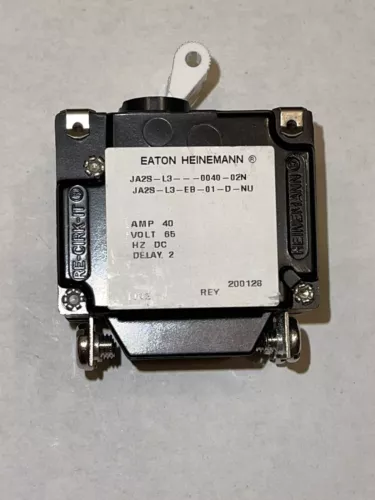 EATON HEINEMANN ®
JA2S-L3---0040-02N
JA2S-L3-EB-01-D-NU
AMP 40
VOLT 65
HZ DC
DELAY 2
REV 200128
RE-CIRK-IT®
HEINEMANN®